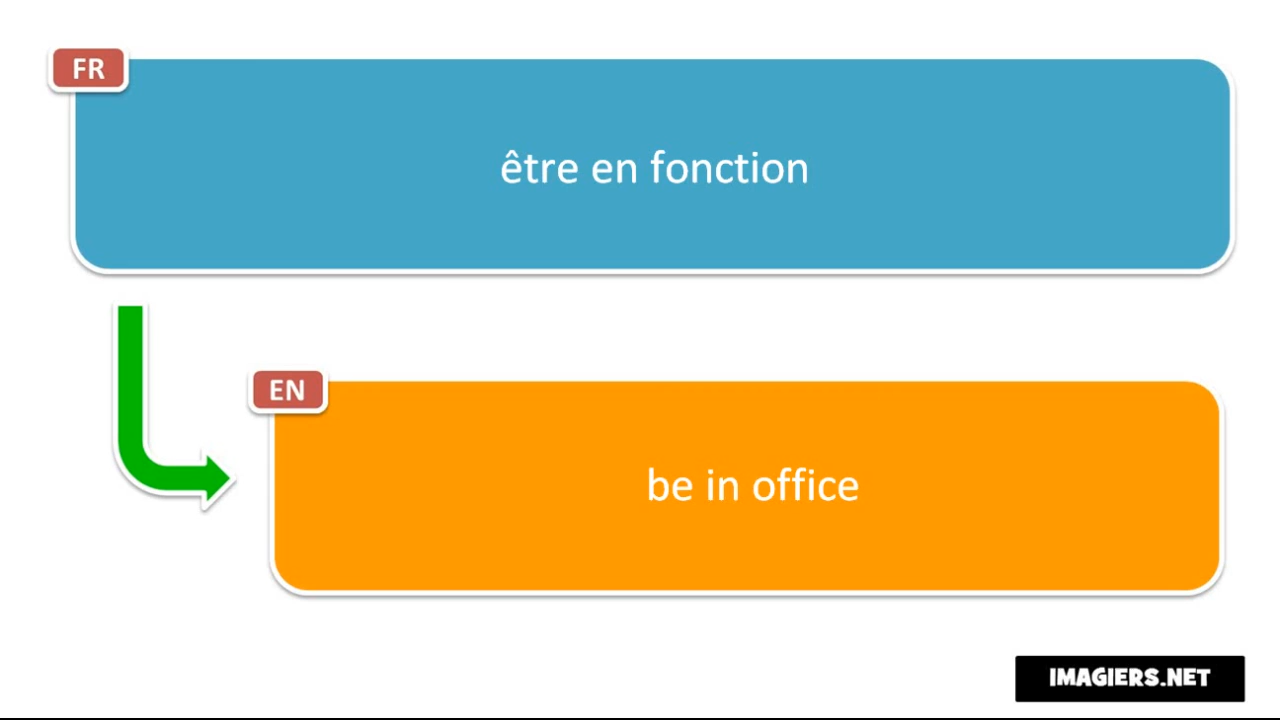 FR
être en fonction
EN
be in office
IMAGIERS.NET